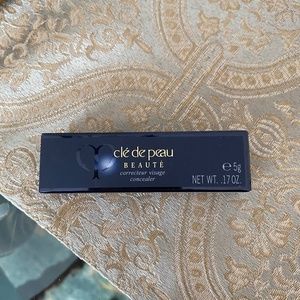 clé de peau
BEAUTÉ
correcteur visage
concealer
℮ 5g
NET WT. .17 OZ.